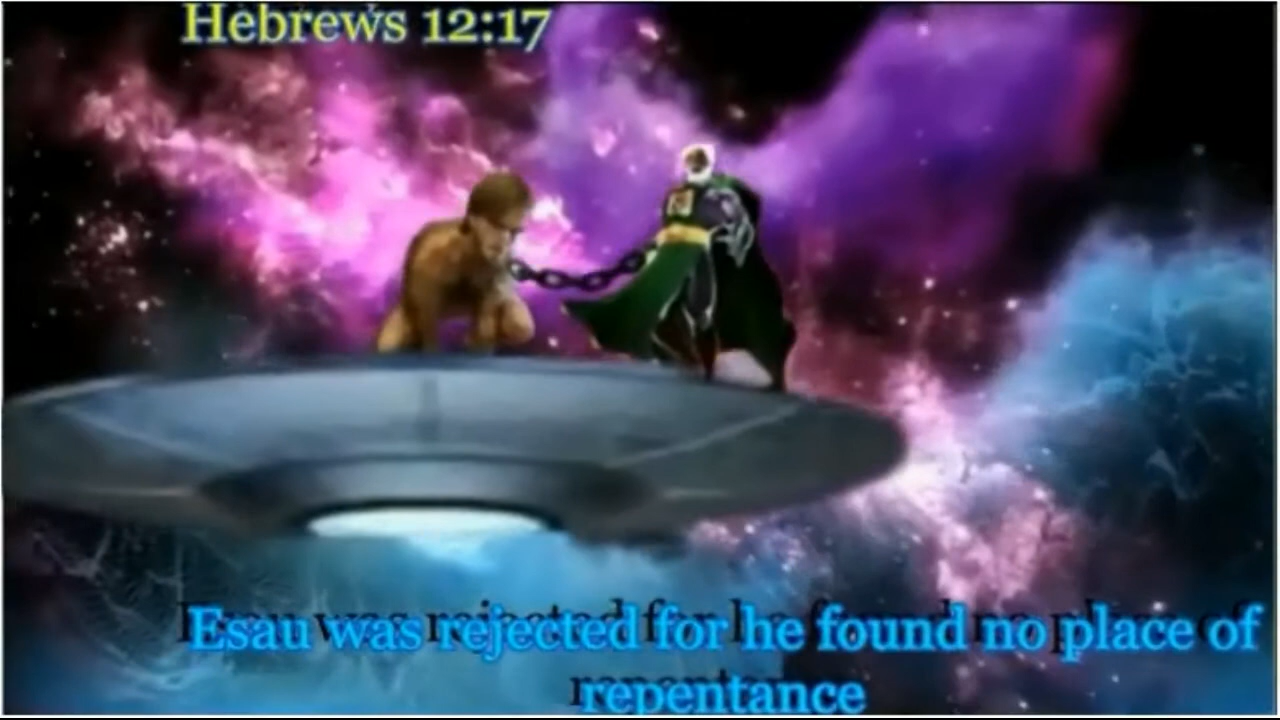 Hebrews 12:17
Esau was rejected for he found no place of
repentance